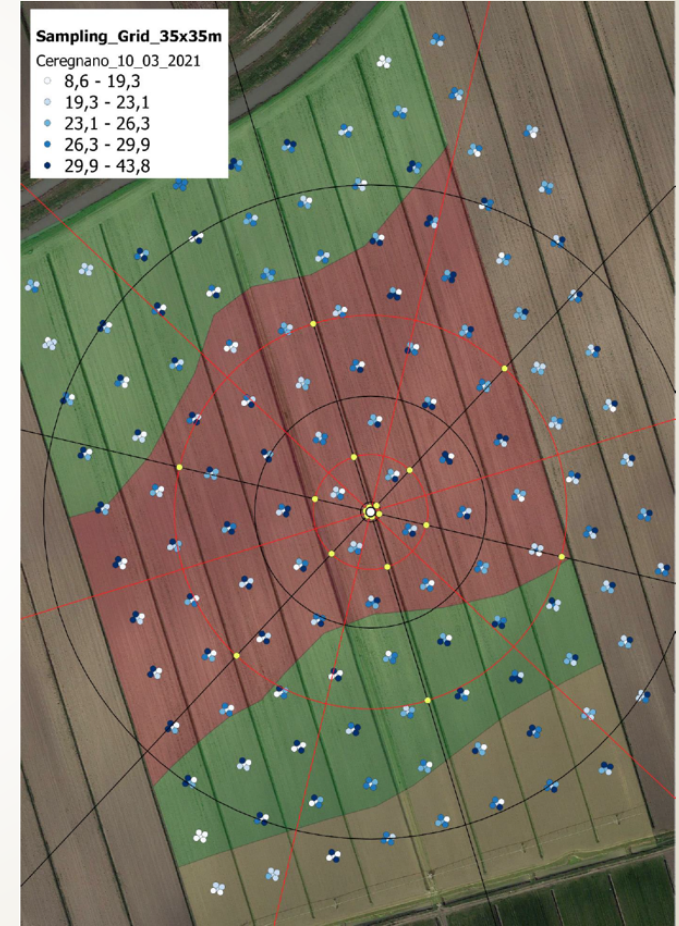 Sampling_Grid_35x35m
Ceregnano_10_03_2021
8,6 - 19,3
19,3 - 23,1
23,1 - 26,3
26,3 - 29,9
29,9 - 43,8